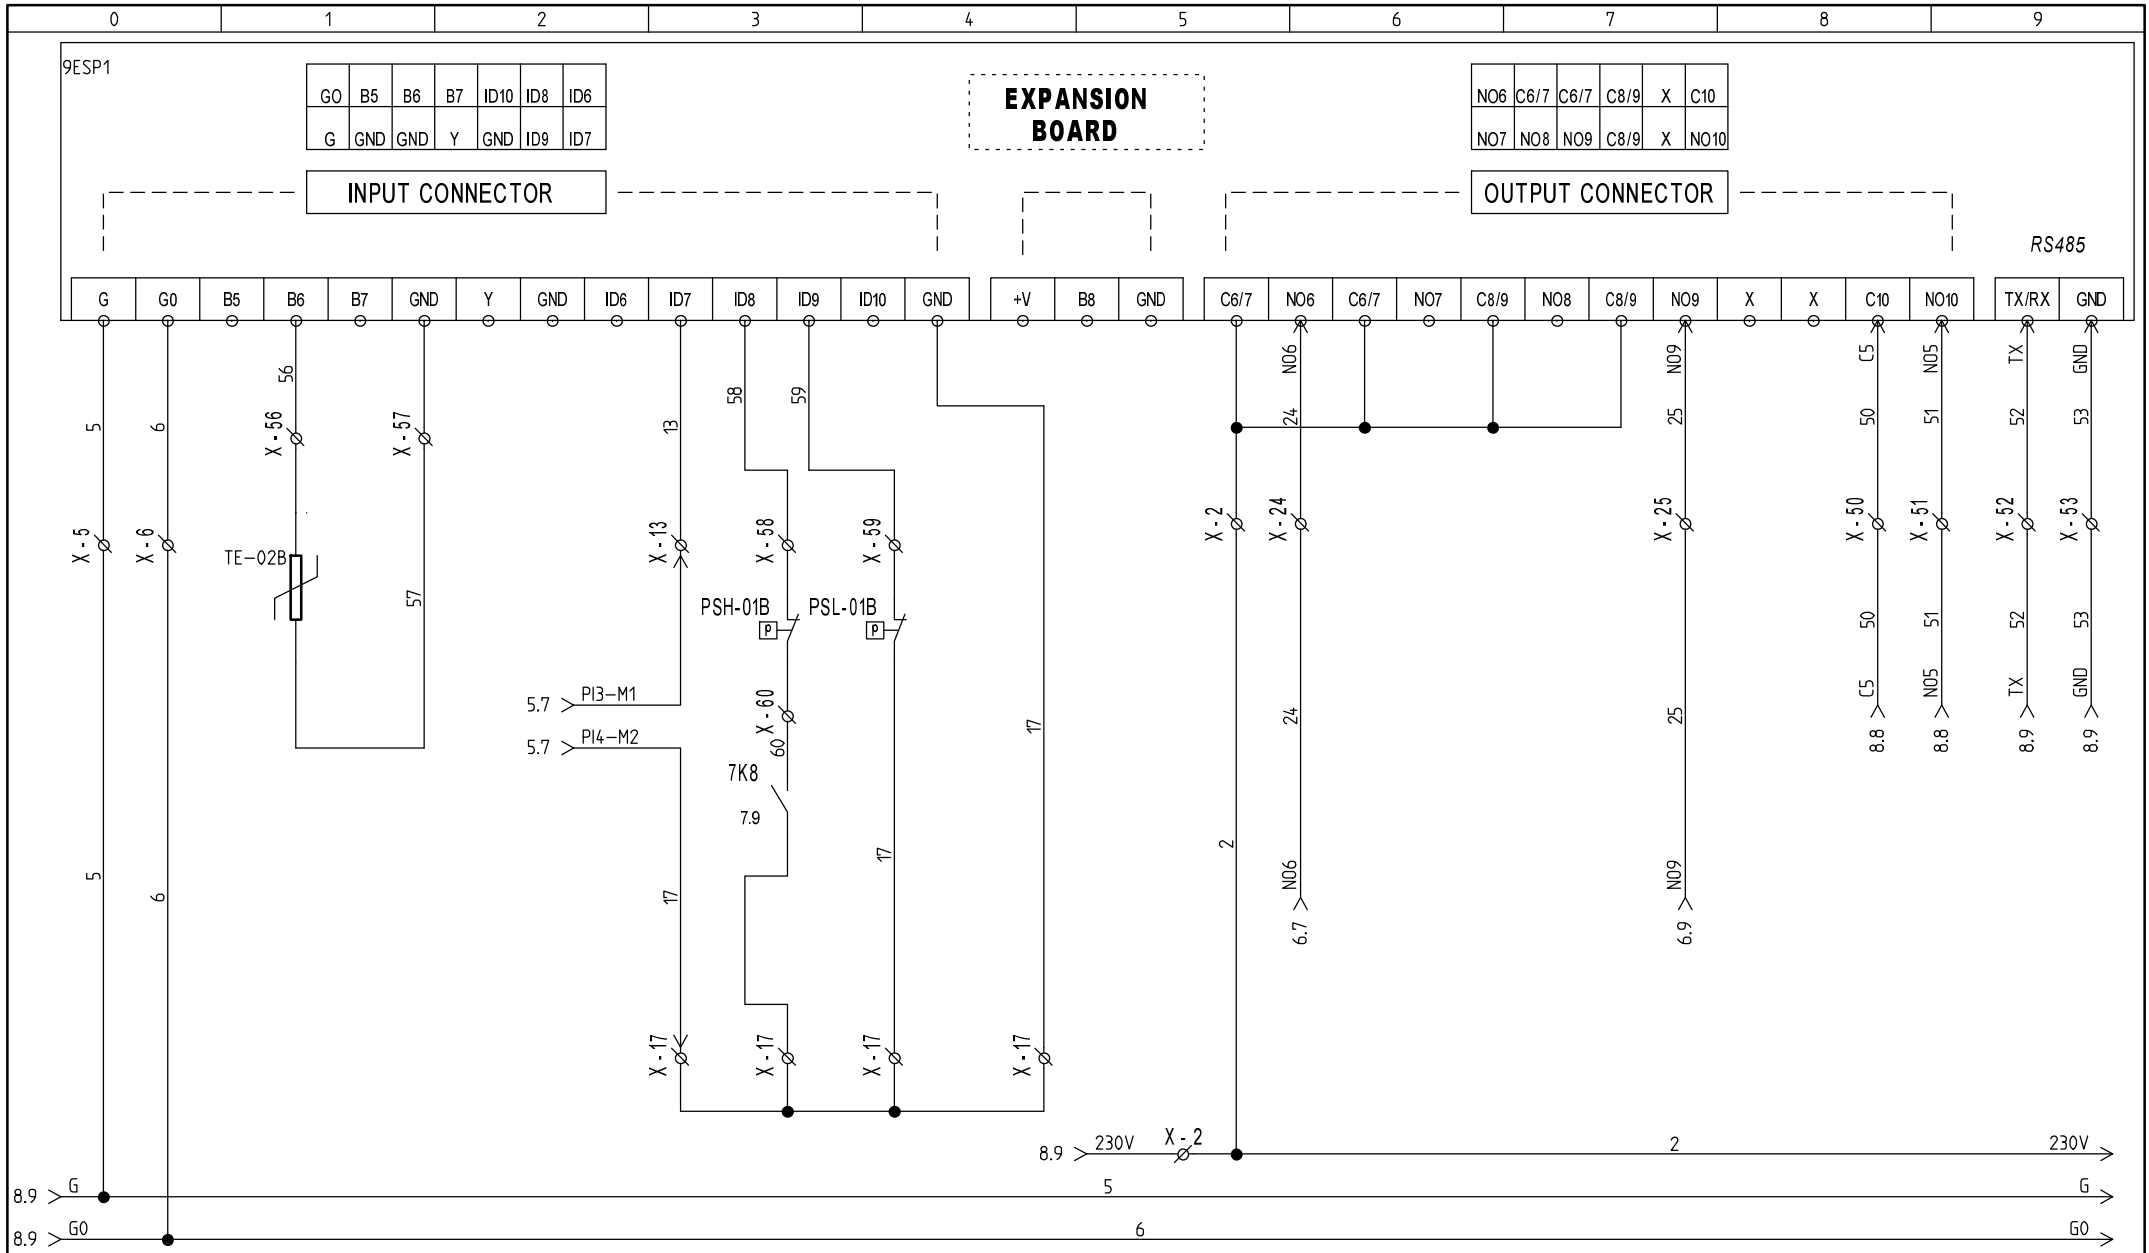 0 1 2 3 4 5 6 7 8 9
9ESP1
G0 B5 B6 B7 ID10 ID8 ID6
G GND GND Y GND ID9 ID7
EXPANSION
BOARD
NO6 C6/7 C6/7 C8/9 X C10
NO7 NO8 NO9 C8/9 X NO10
INPUT CONNECTOR
OUTPUT CONNECTOR
RS485
G G0 B5 B6 B7 GND Y GND ID6 ID7 ID8 ID9 ID10 GND +V B8 GND C6/7 NO6 C6/7 NO7 C8/9 NO8 C8/9 NO9 X X C10 NO10 TX/RX GND
NO6 NO9 C5 NO5 TX GND
56 58 59
5 6 13 24 25 50 51 52 53
X - 56 X - 57
X - 5 X - 6 X - 13 X - 58 X - 59 X - 2 X - 24 X - 25 X - 50 X - 51 X - 52 X - 53
TE-02B
57
PSH-01B PSL-01B
P P
50 51 52 53
5.7 PI3-M1
X - 60
C5 NO5 TX GND
5.7 PI4-M2
60
17 24 25
8.8 8.8 8.9 8.9
7K8
7.9
5 6 17 17 2
NO6 NO9
6.7 6.9
X - 17 X - 17 X - 17 X - 17
8.9 230V X - 2 2 230V
8.9 G 5 G
8.9 G0 6 G0